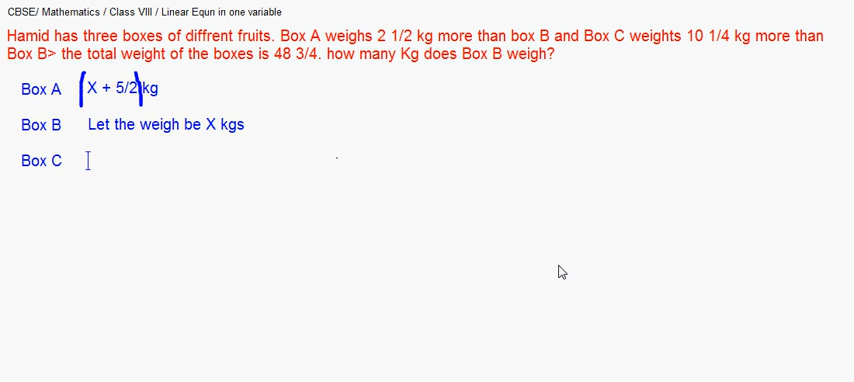 CBSE/ Mathematics / Class VIII / Linear Equn in one variable
Hamid has three boxes of diffrent fruits. Box A weighs 2 1/2 kg more than box B and Box C weights 10 1/4 kg more than
Box B> the total weight of the boxes is 48 3/4. how many Kg does Box B weigh?
Box A (X + 5/2)kg
Box B Let the weigh be X kgs
Box C